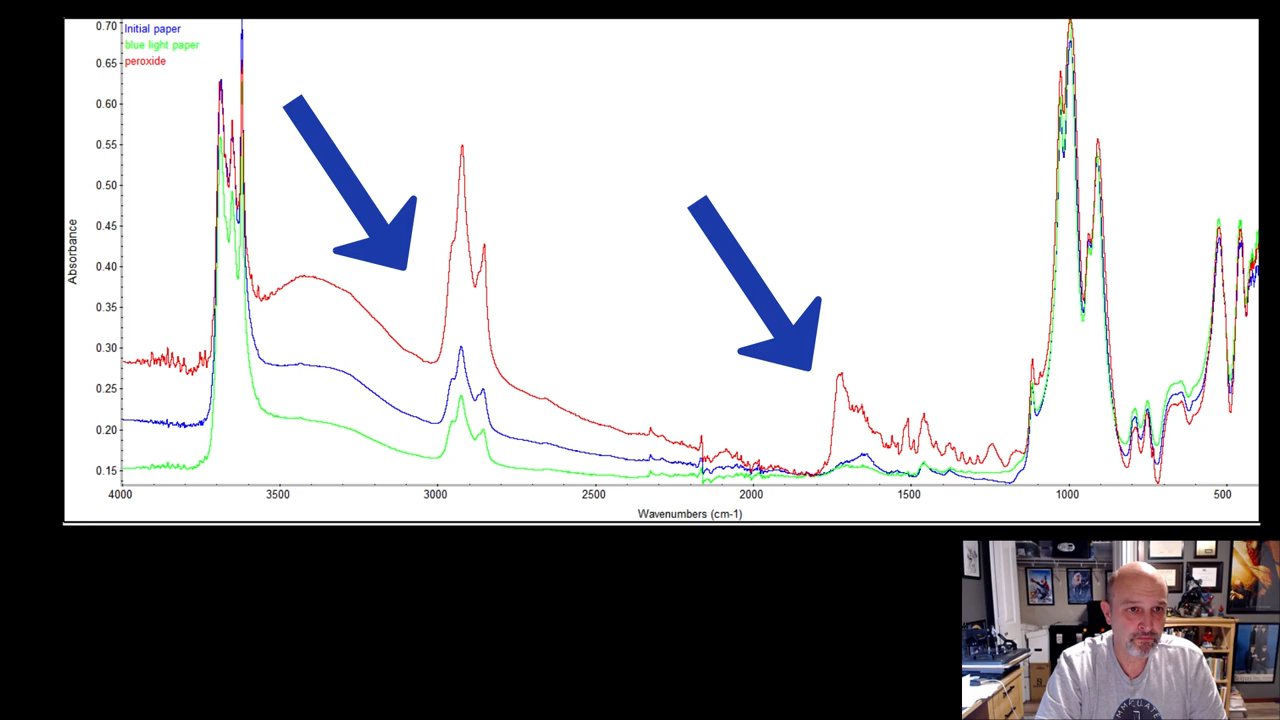 Initial paper
blue light paper
peroxide
0.70
0.65
0.60
0.55
0.50
0.45
0.40
0.35
0.30
0.25
0.20
0.15
Absorbance
4000 3500 3000 2500 2000 1500 1000 500
Wavenumbers (cm-1)